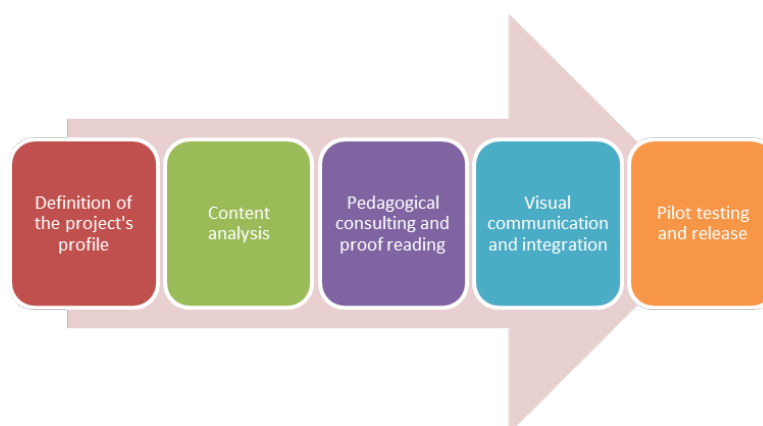 Definition of
the project's
profile
Content
analysis
Pedagogical
consulting and
proof reading
Visual
communication
and integration
Pilot testing
and release